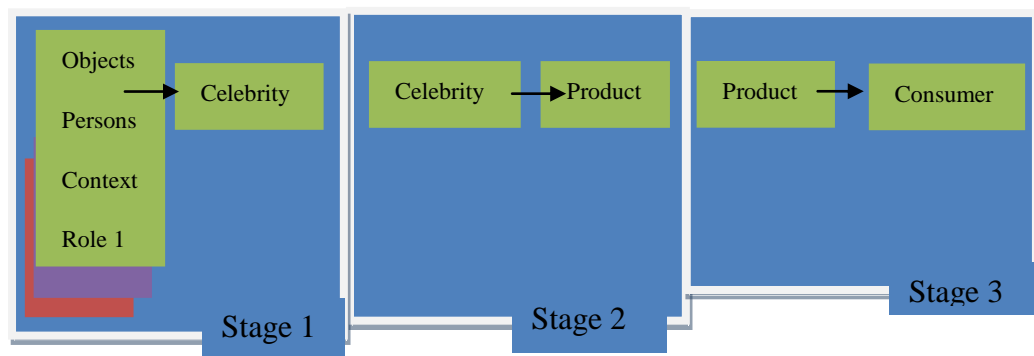 Objects
Persons
Context
Role 1
Celebrity
Stage 1
Celebrity
Product
Stage 2
Product
Consumer
Stage 3